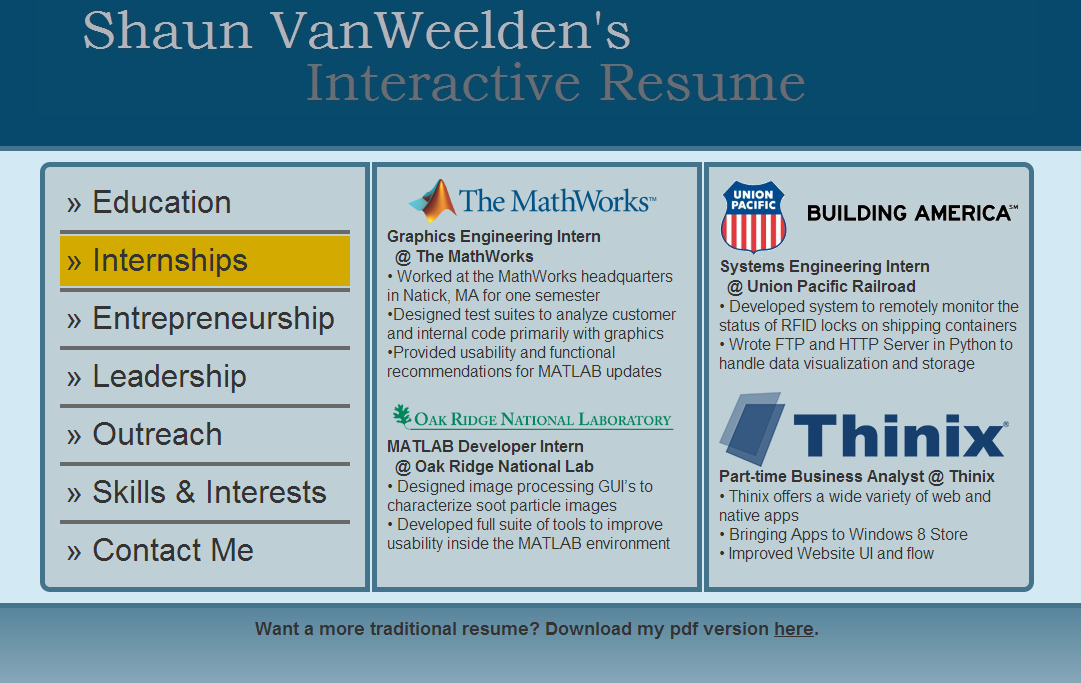 Shaun VanWeelden's
Interactive Resume
» Education
» Internships
» Entrepreneurship
» Leadership
» Outreach
» Skills & Interests
» Contact Me
The MathWorks™
Graphics Engineering Intern
@ The MathWorks
• Worked at the MathWorks headquarters
in Natick, MA for one semester
•Designed test suites to analyze customer
and internal code primarily with graphics
•Provided usability and functional
recommendations for MATLAB updates
OAK RIDGE NATIONAL LABORATORY
MATLAB Developer Intern
@ Oak Ridge National Lab
• Designed image processing GUI’s to
characterize soot particle images
• Developed full suite of tools to improve
usability inside the MATLAB environment
UNION
PACIFIC
BUILDING AMERICA℠
Systems Engineering Intern
@ Union Pacific Railroad
• Developed system to remotely monitor the
status of RFID locks on shipping containers
• Wrote FTP and HTTP Server in Python to
handle data visualization and storage
Thinix®
Part-time Business Analyst @ Thinix
• Thinix offers a wide variety of web and
native apps
• Bringing Apps to Windows 8 Store
• Improved Website UI and flow
Want a more traditional resume? Download my pdf version here.